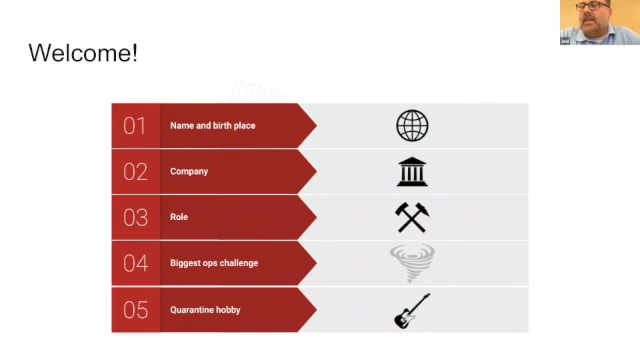 Welcome!
01 Name and birth place
02 Company
03 Role
04 Biggest ops challenge
05 Quarantine hobby